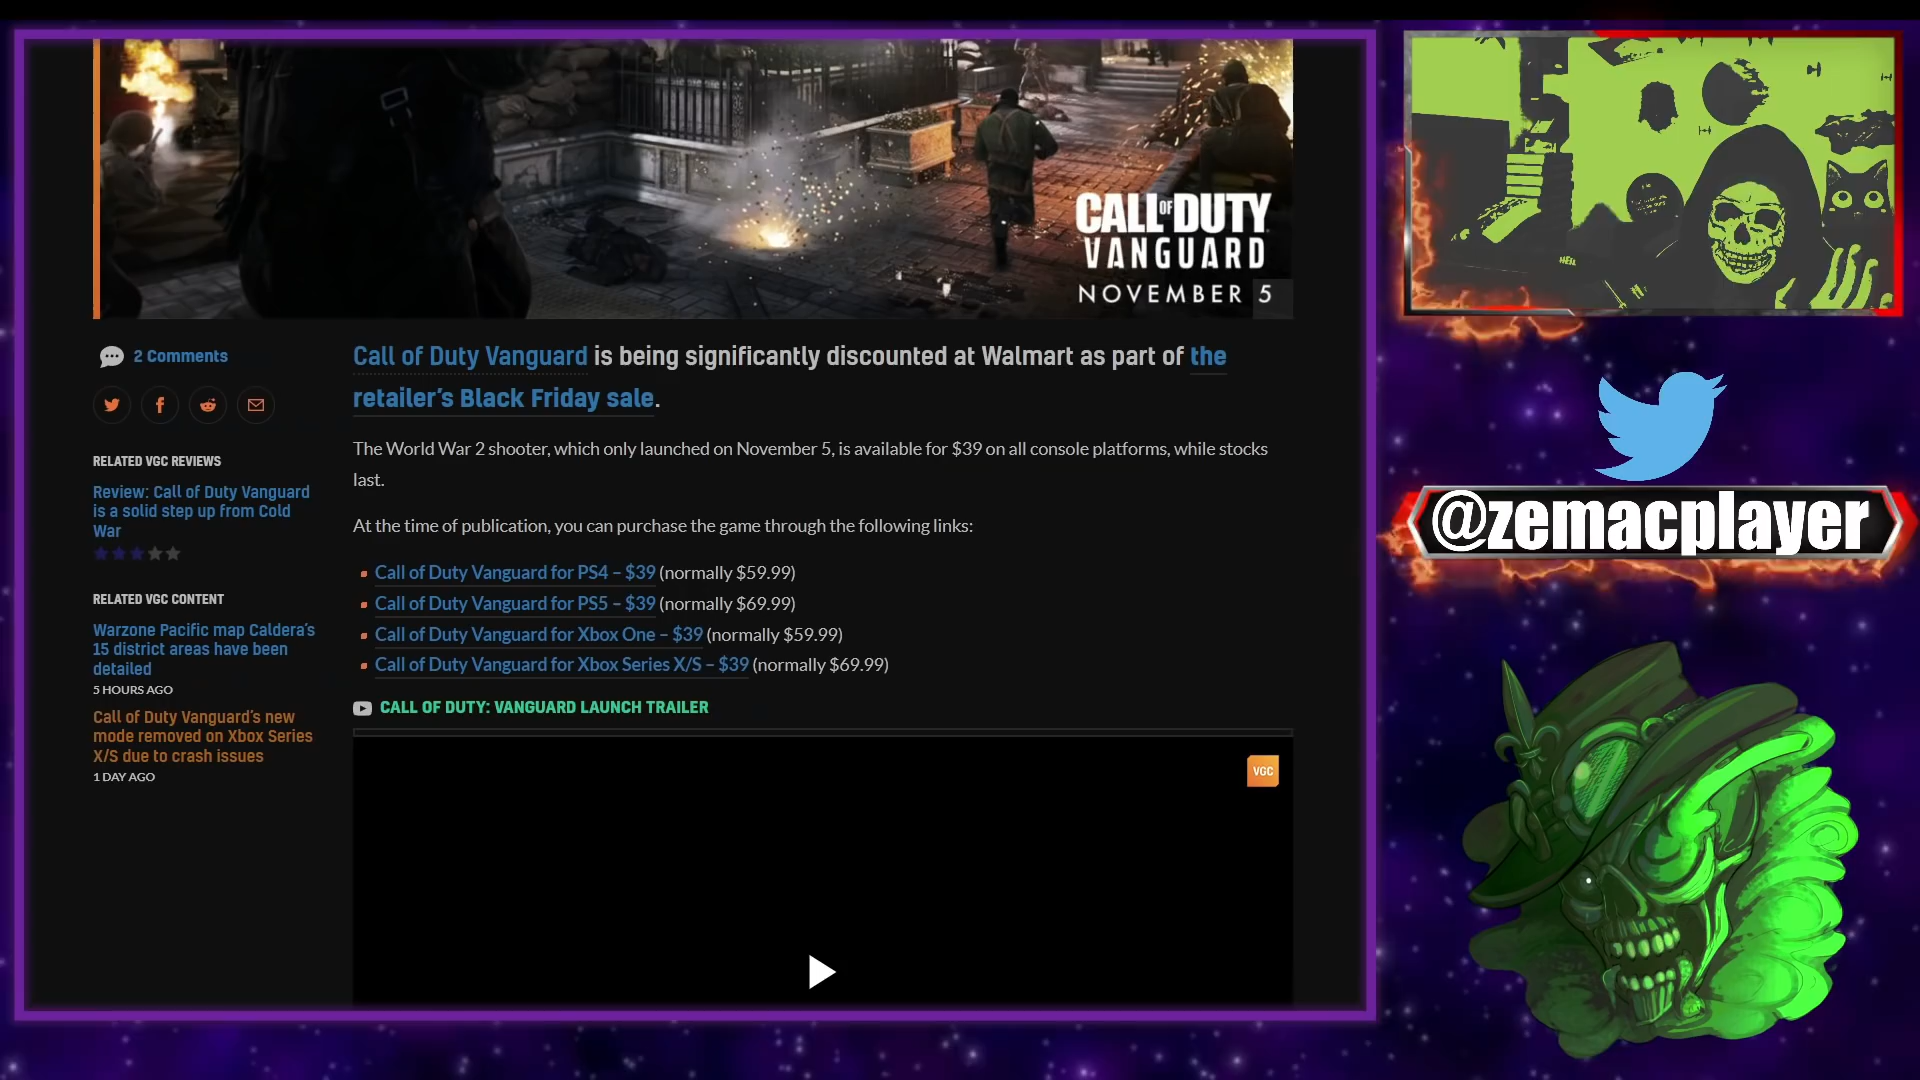 CALL OF DUTY
VANGUARD
NOVEMBER 5
2 Comments
RELATED VGC REVIEWS
Review: Call of Duty Vanguard
is a solid step up from Cold
War
RELATED VGC CONTENT
Warzone Pacific map Caldera's
15 district areas have been
detailed
5 HOURS AGO
Call of Duty Vanguard's new
mode removed on Xbox Series
X/S due to crash issues
1 DAY AGO
Call of Duty Vanguard is being significantly discounted at Walmart as part of the
retailer's Black Friday sale.
The World War 2 shooter, which only launched on November 5, is available for $39 on all console platforms, while stocks
last.
At the time of publication, you can purchase the game through the following links:
Call of Duty Vanguard for PS4 – $39 (normally $59.99)
Call of Duty Vanguard for PS5 – $39 (normally $69.99)
Call of Duty Vanguard for Xbox One – $39 (normally $59.99)
Call of Duty Vanguard for Xbox Series X/S – $39 (normally $69.99)
CALL OF DUTY: VANGUARD LAUNCH TRAILER
VGC
@zemacplayer